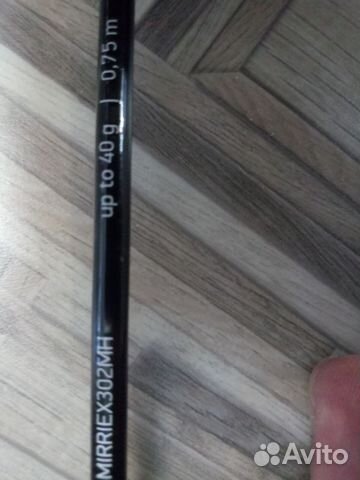 MIRRIEX302MH
up to 40 g | 0,75 m
Avito